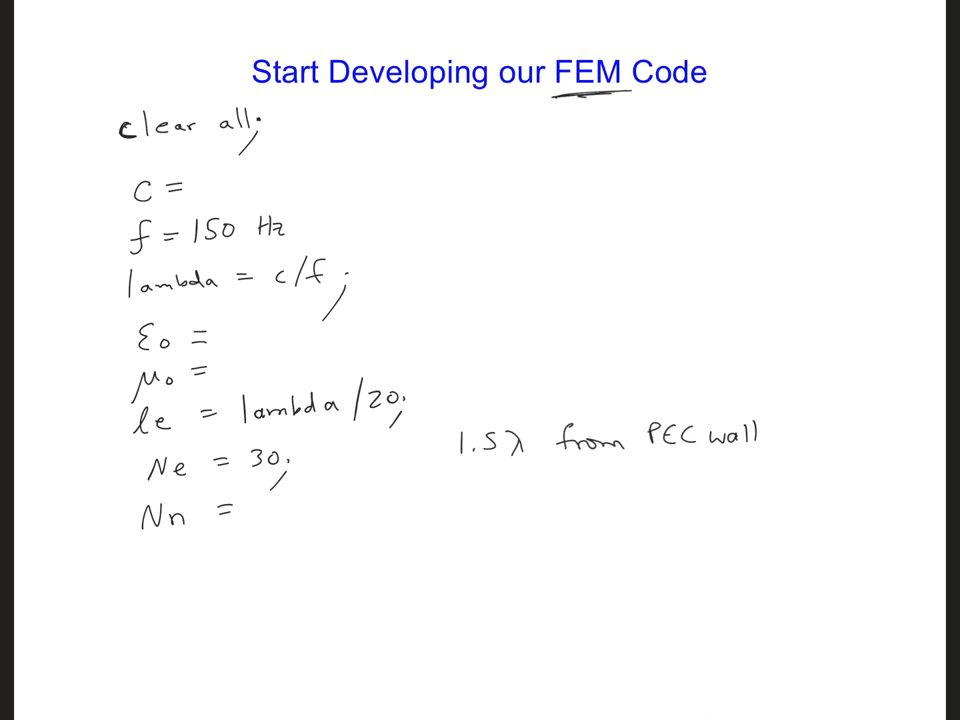 Start Developing our FEM Code
clear all;
c =
f = 150 Hz
lambda = c/f;
ε₀ =
μ₀ =
le = lambda/20;
1.5λ from PEC wall
Ne = 30;
Nn =